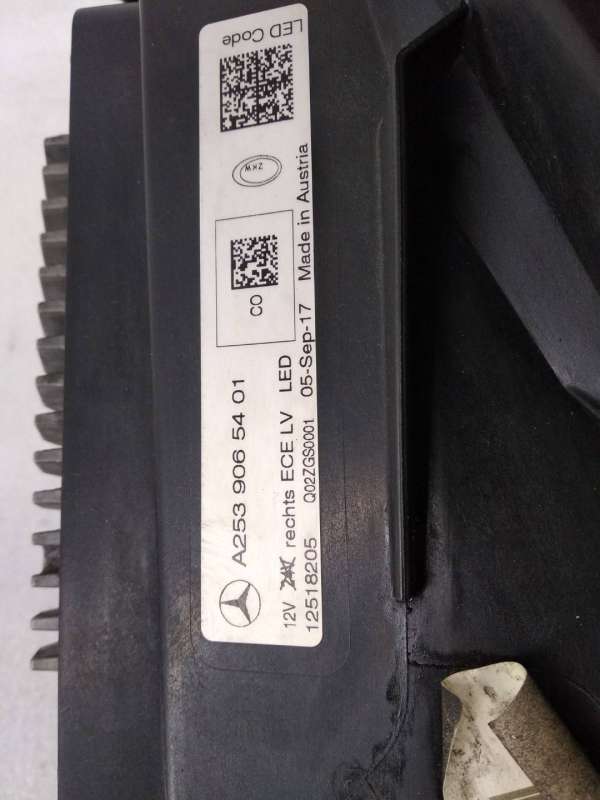 A253 906 54 01
12V 24V rechts ECE LV LED
12518205 Q02ZGS0001 05-Sep-17 Made in Austria
CO
ZKW
LED Code